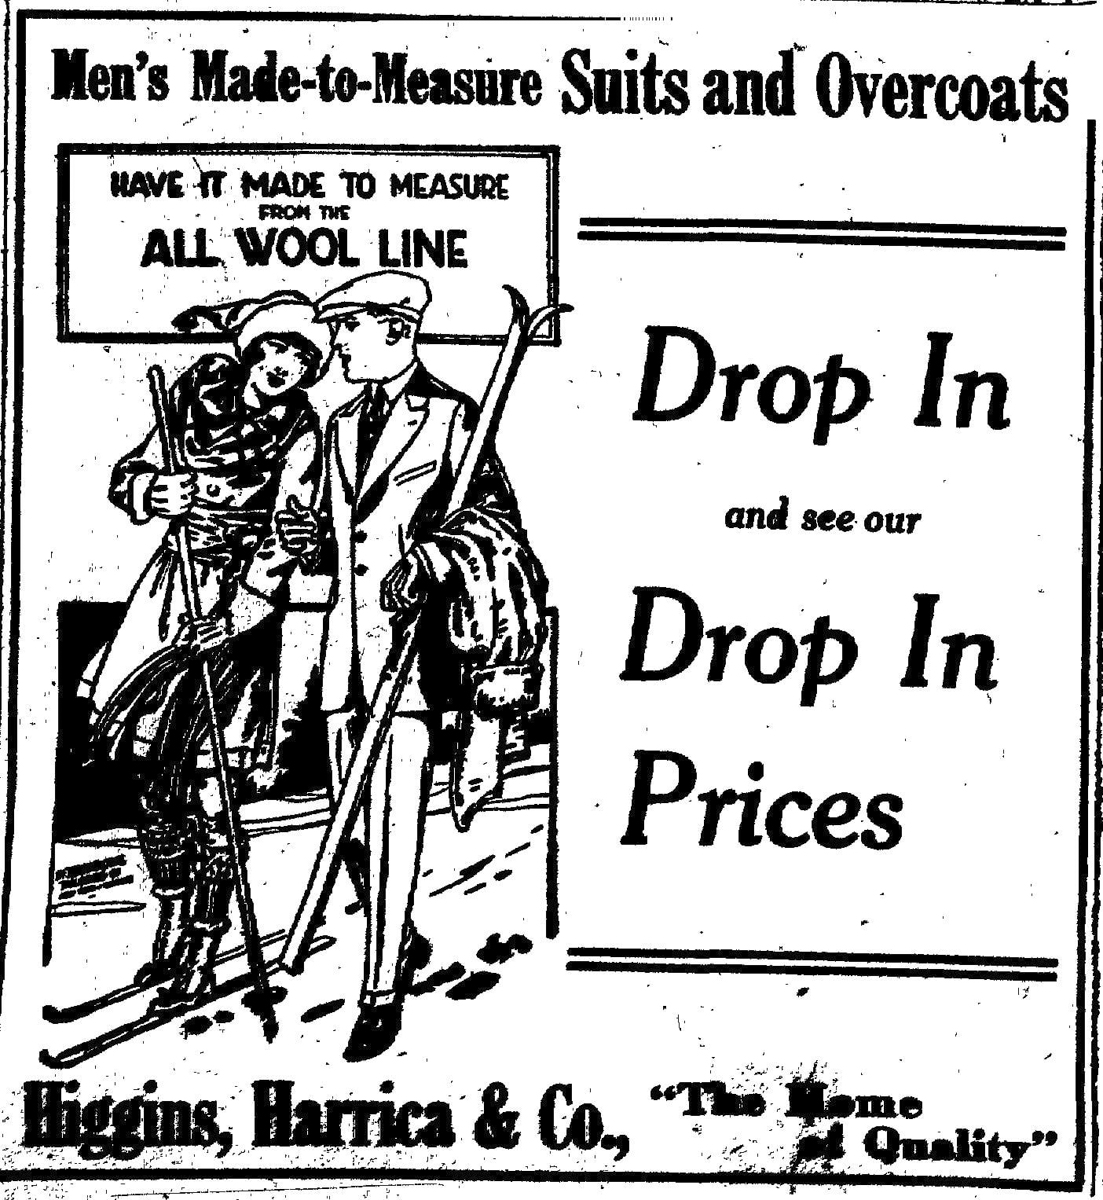 Men's Made-to-Measure Suits and Overcoats
HAVE IT MADE TO MEASURE
FROM THE
ALL WOOL LINE
Drop In
and see our
Drop In
Prices
Higgins, Harrica & Co., "The Home
of Quality"